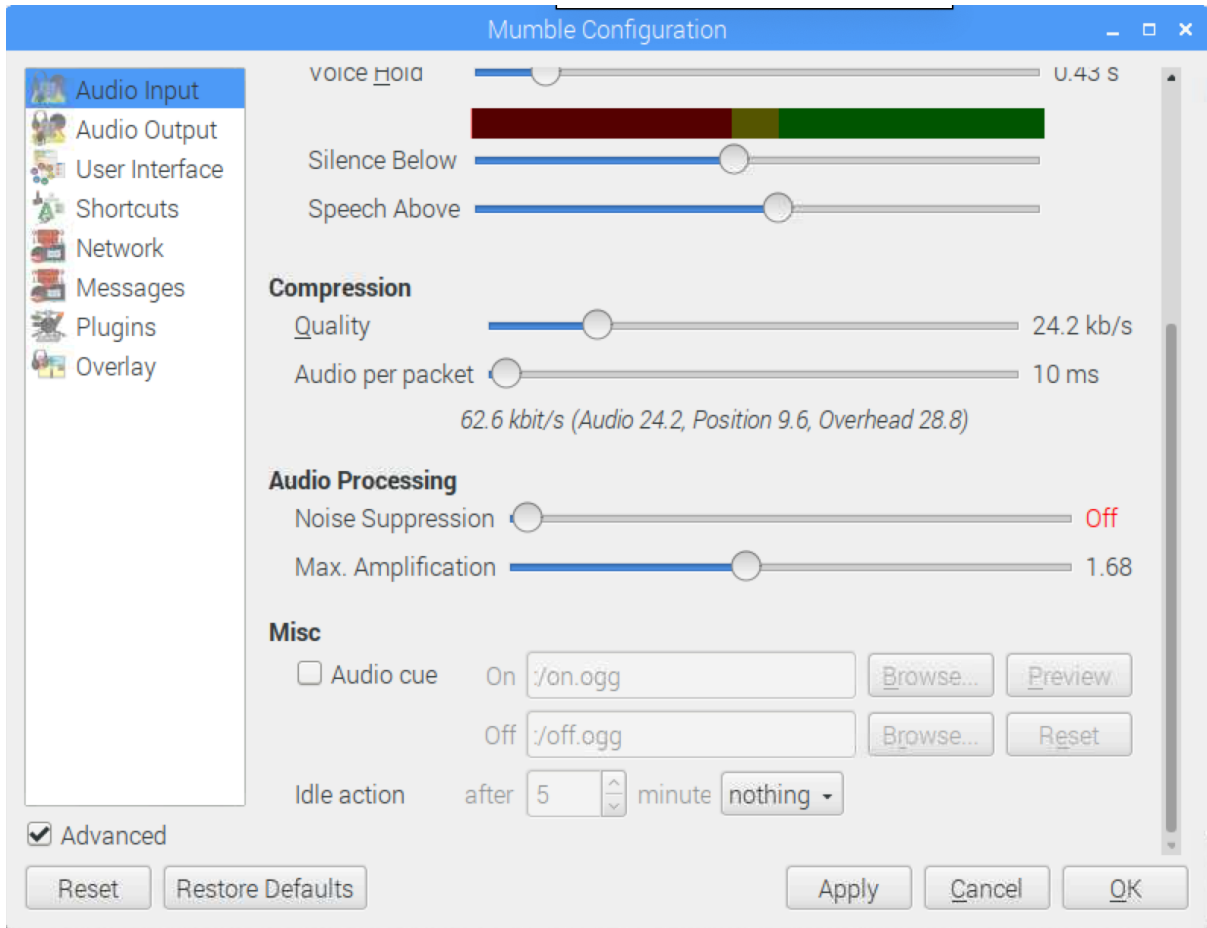 Mumble Configuration
Audio Input
Audio Output
User Interface
Shortcuts
Network
Messages
Plugins
Overlay
Voice Hold 0.43 s
Silence Below
Speech Above
Compression
Quality 24.2 kb/s
Audio per packet 10 ms
62.6 kbit/s (Audio 24.2, Position 9.6, Overhead 28.8)
Audio Processing
Noise Suppression Off
Max. Amplification 1.68
Misc
Audio cue On :/on.ogg Browse... Preview
Off :/off.ogg Browse... Reset
Idle action after 5 minute nothing
Advanced
Reset Restore Defaults Apply Cancel OK